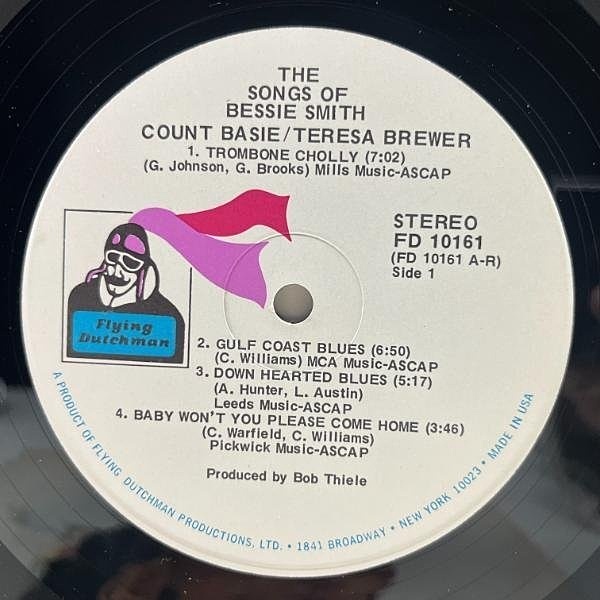 THE
SONGS OF
BESSIE SMITH
COUNT BASIE/TERESA BREWER
1. TROMBONE CHOLLY (7:02)
(G. Johnson, G. Brooks) Mills Music-ASCAP
STEREO
FD 10161
(FD 10161 A-R)
Side 1
Flying
Dutchman
2. GULF COAST BLUES (6:50)
(C. Williams) MCA Music-ASCAP
3. DOWN HEARTED BLUES (5:17)
(A. Hunter, L. Austin)
Leeds Music-ASCAP
4. BABY WON'T YOU PLEASE COME HOME (3:46)
(C. Warfield, C. Williams)
Pickwick Music-ASCAP
Produced by Bob Thiele
A PRODUCT OF FLYING DUTCHMAN PRODUCTIONS, LTD. • 1841 BROADWAY • NEW YORK 10023 • MADE IN USA